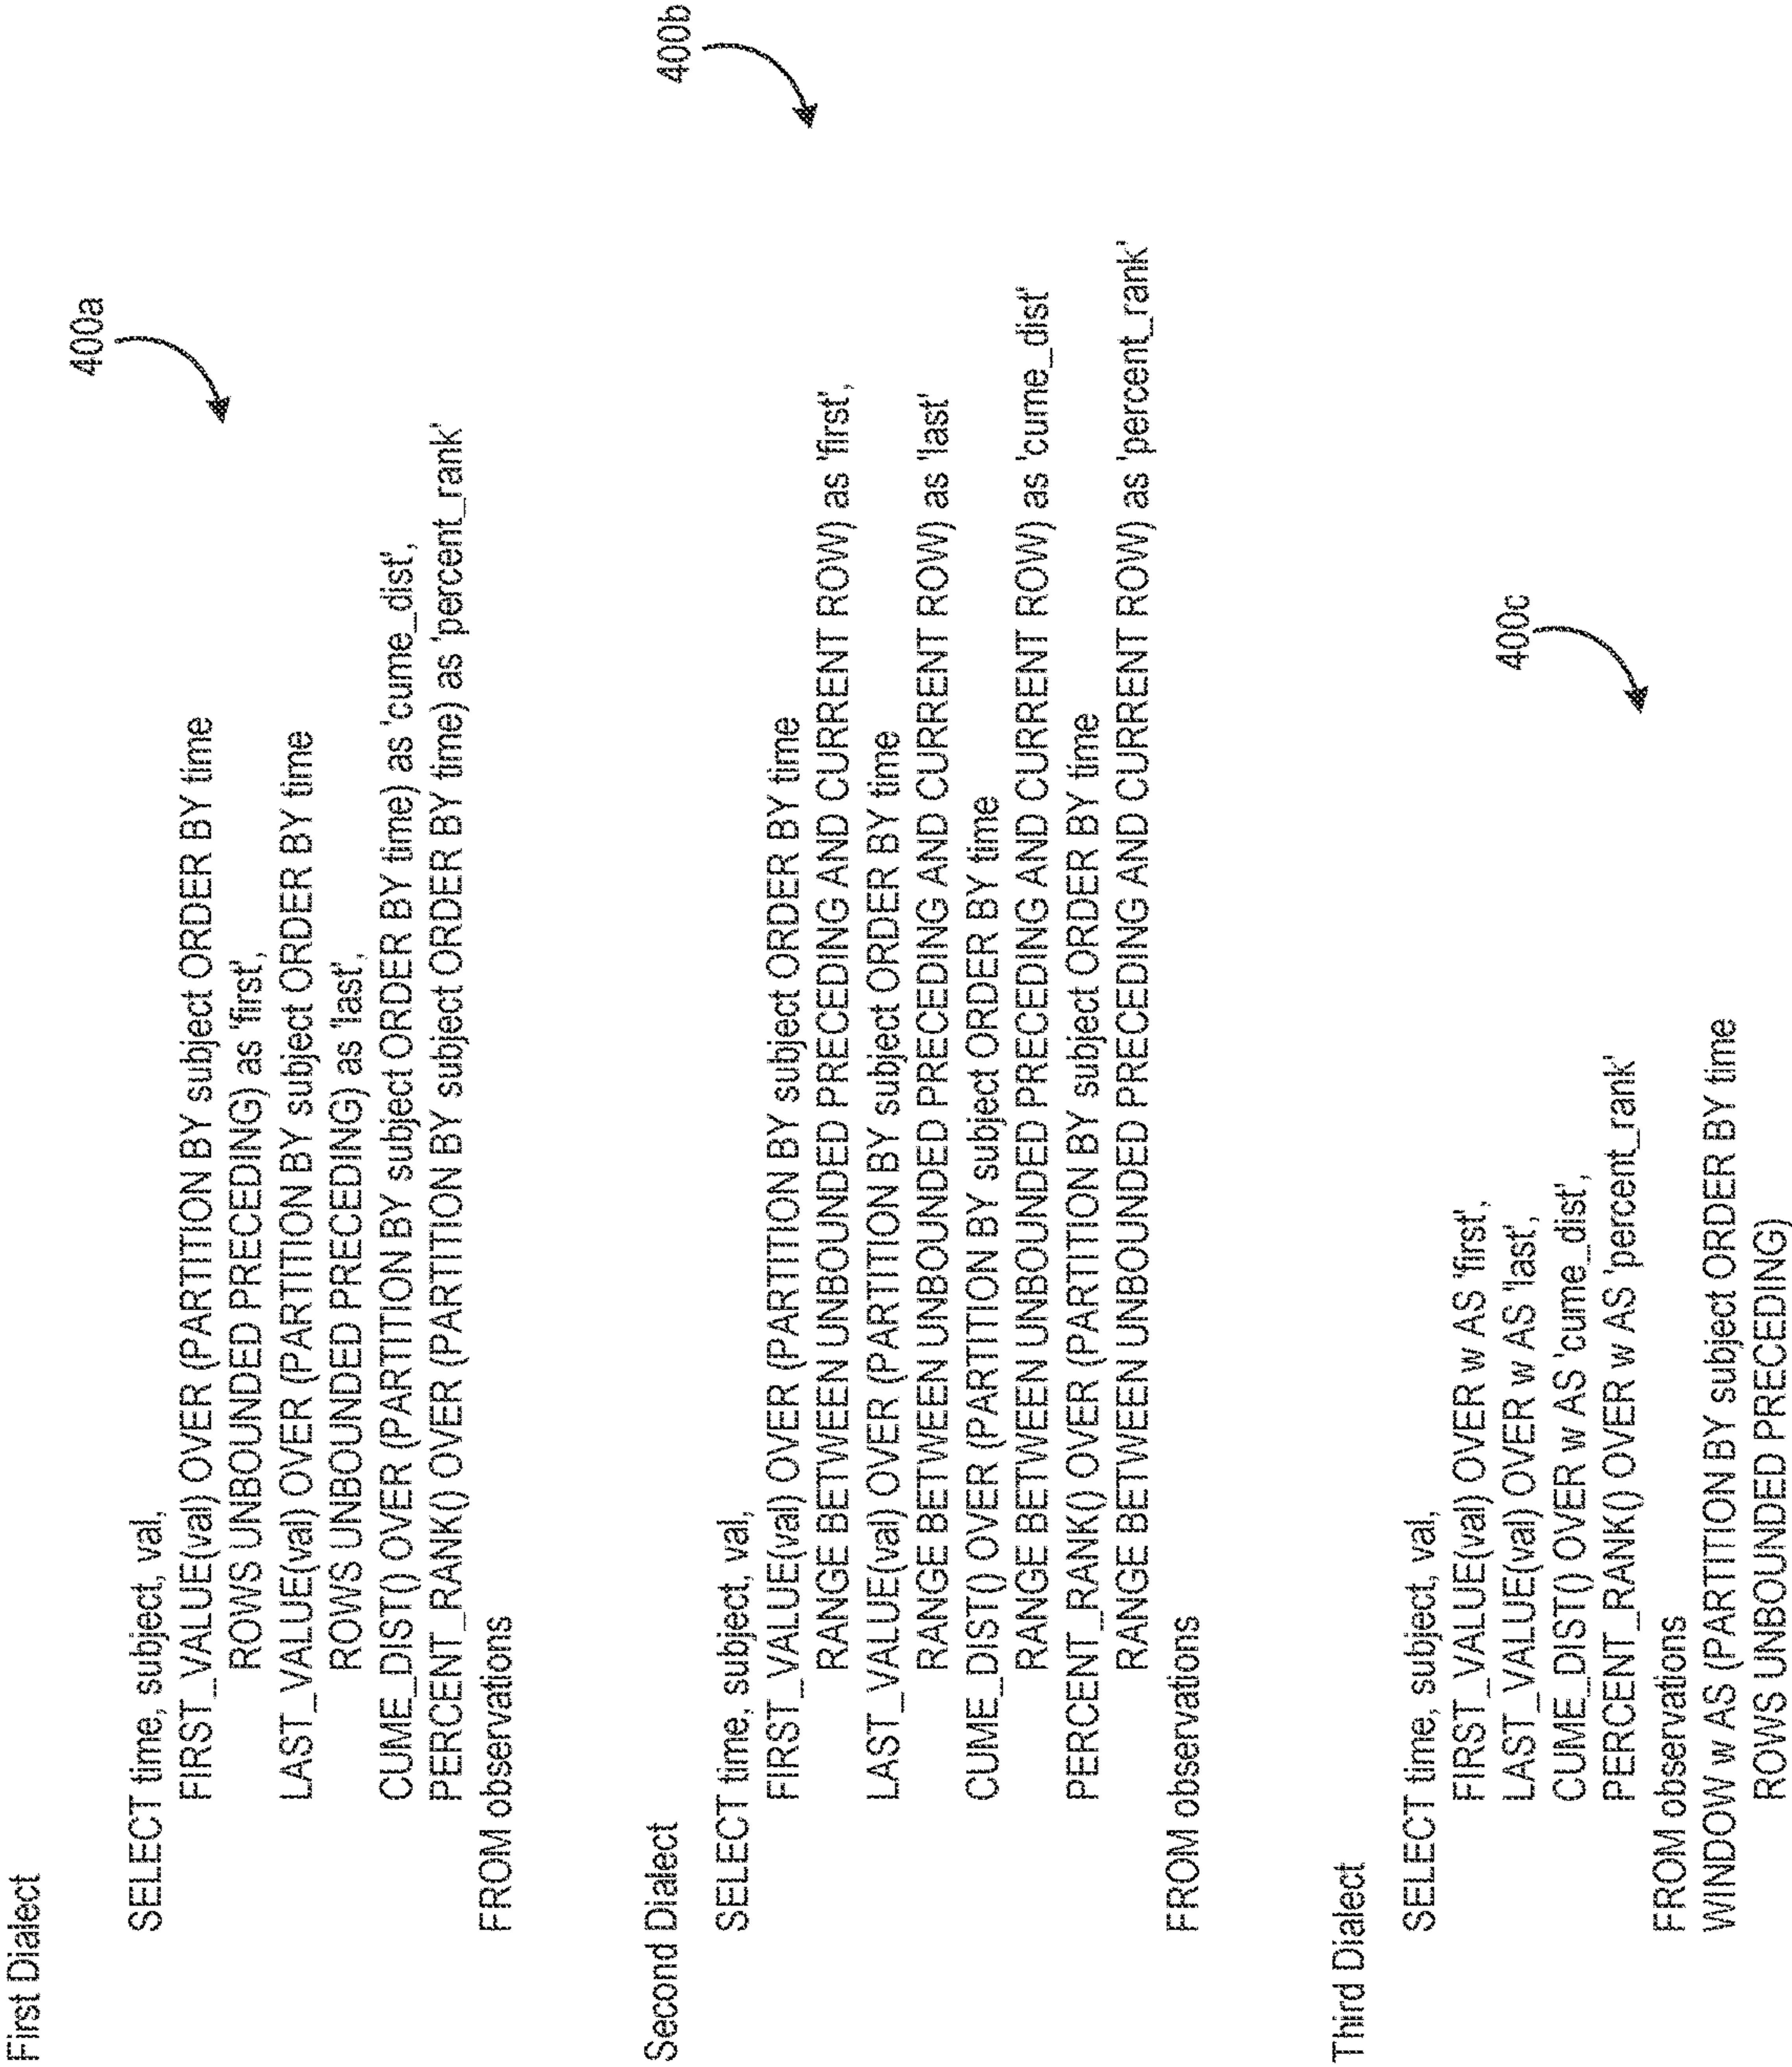 First Dialect
400a
SELECT time, subject, val,
FIRST_VALUE(val) OVER (PARTITION BY subject ORDER BY time
ROWS UNBOUNDED PRECEDING) as 'first',
LAST_VALUE(val) OVER (PARTITION BY subject ORDER BY time
ROWS UNBOUNDED PRECEDING) as 'last',
CUME_DIST() OVER (PARTITION BY subject ORDER BY time) as 'cume_dist',
PERCENT_RANK() OVER (PARTITION BY subject ORDER BY time) as 'percent_rank'
FROM observations
Second Dialect
400b
SELECT time, subject, val,
FIRST_VALUE(val) OVER (PARTITION BY subject ORDER BY time
RANGE BETWEEN UNBOUNDED PRECEDING AND CURRENT ROW) as 'first',
LAST_VALUE(val) OVER (PARTITION BY subject ORDER BY time
RANGE BETWEEN UNBOUNDED PRECEDING AND CURRENT ROW) as 'last'
CUME_DIST() OVER (PARTITION BY subject ORDER BY time
RANGE BETWEEN UNBOUNDED PRECEDING AND CURRENT ROW) as 'cume_dist'
PERCENT_RANK() OVER (PARTITION BY subject ORDER BY time
RANGE BETWEEN UNBOUNDED PRECEDING AND CURRENT ROW) as 'percent_rank'
FROM observations
Third Dialect
400c
SELECT time, subject, val,
FIRST_VALUE(val) OVER w AS 'first',
LAST_VALUE(val) OVER w AS 'last',
CUME_DIST() OVER w AS 'cume_dist',
PERCENT_RANK() OVER w AS 'percent_rank'
FROM observations
WINDOW w AS (PARTITION BY subject ORDER BY time
ROWS UNBOUNDED PRECEDING)